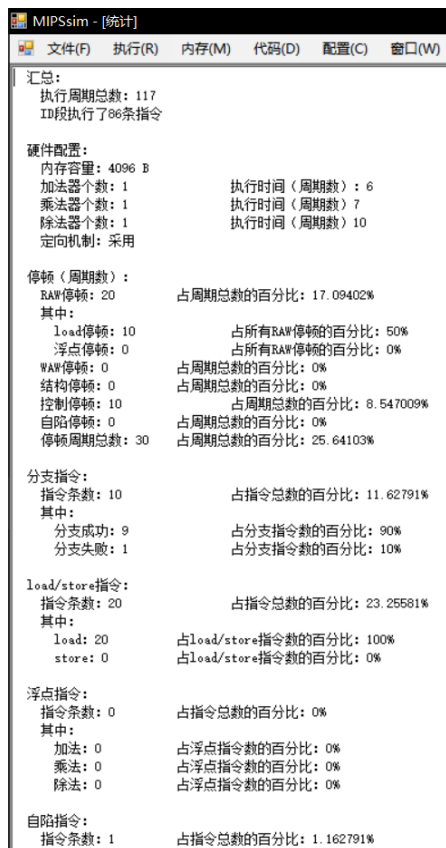 MIPSsim - [统计]
文件(F) 执行(R) 内存(M) 代码(D) 配置(C) 窗口(W)
汇总:
执行周期总数: 117
ID段执行了86条指令
硬件配置:
内存容量: 4096 B
加法器个数: 1 执行时间（周期数）: 6
乘法器个数: 1 执行时间（周期数）7
除法器个数: 1 执行时间（周期数）10
定向机制: 采用
停顿（周期数）:
RAW停顿: 20 占周期总数的百分比: 17.09402%
其中:
load停顿: 10 占所有RAW停顿的百分比: 50%
浮点停顿: 0 占所有RAW停顿的百分比: 0%
WAW停顿: 0 占周期总数的百分比: 0%
结构停顿: 0 占周期总数的百分比: 0%
控制停顿: 10 占周期总数的百分比: 8.547009%
自陷停顿: 0 占周期总数的百分比: 0%
停顿周期总数: 30 占周期总数的百分比: 25.64103%
分支指令:
指令条数: 10 占指令总数的百分比: 11.62791%
其中:
分支成功: 9 占分支指令数的百分比: 90%
分支失败: 1 占分支指令数的百分比: 10%
load/store指令:
指令条数: 20 占指令总数的百分比: 23.25581%
其中:
load: 20 占load/store指令数的百分比: 100%
store: 0 占load/store指令数的百分比: 0%
浮点指令:
指令条数: 0 占指令总数的百分比: 0%
其中:
加法: 0 占浮点指令数的百分比: 0%
乘法: 0 占浮点指令数的百分比: 0%
除法: 0 占浮点指令数的百分比: 0%
自陷指令:
指令条数: 1 占指令总数的百分比: 1.162791%